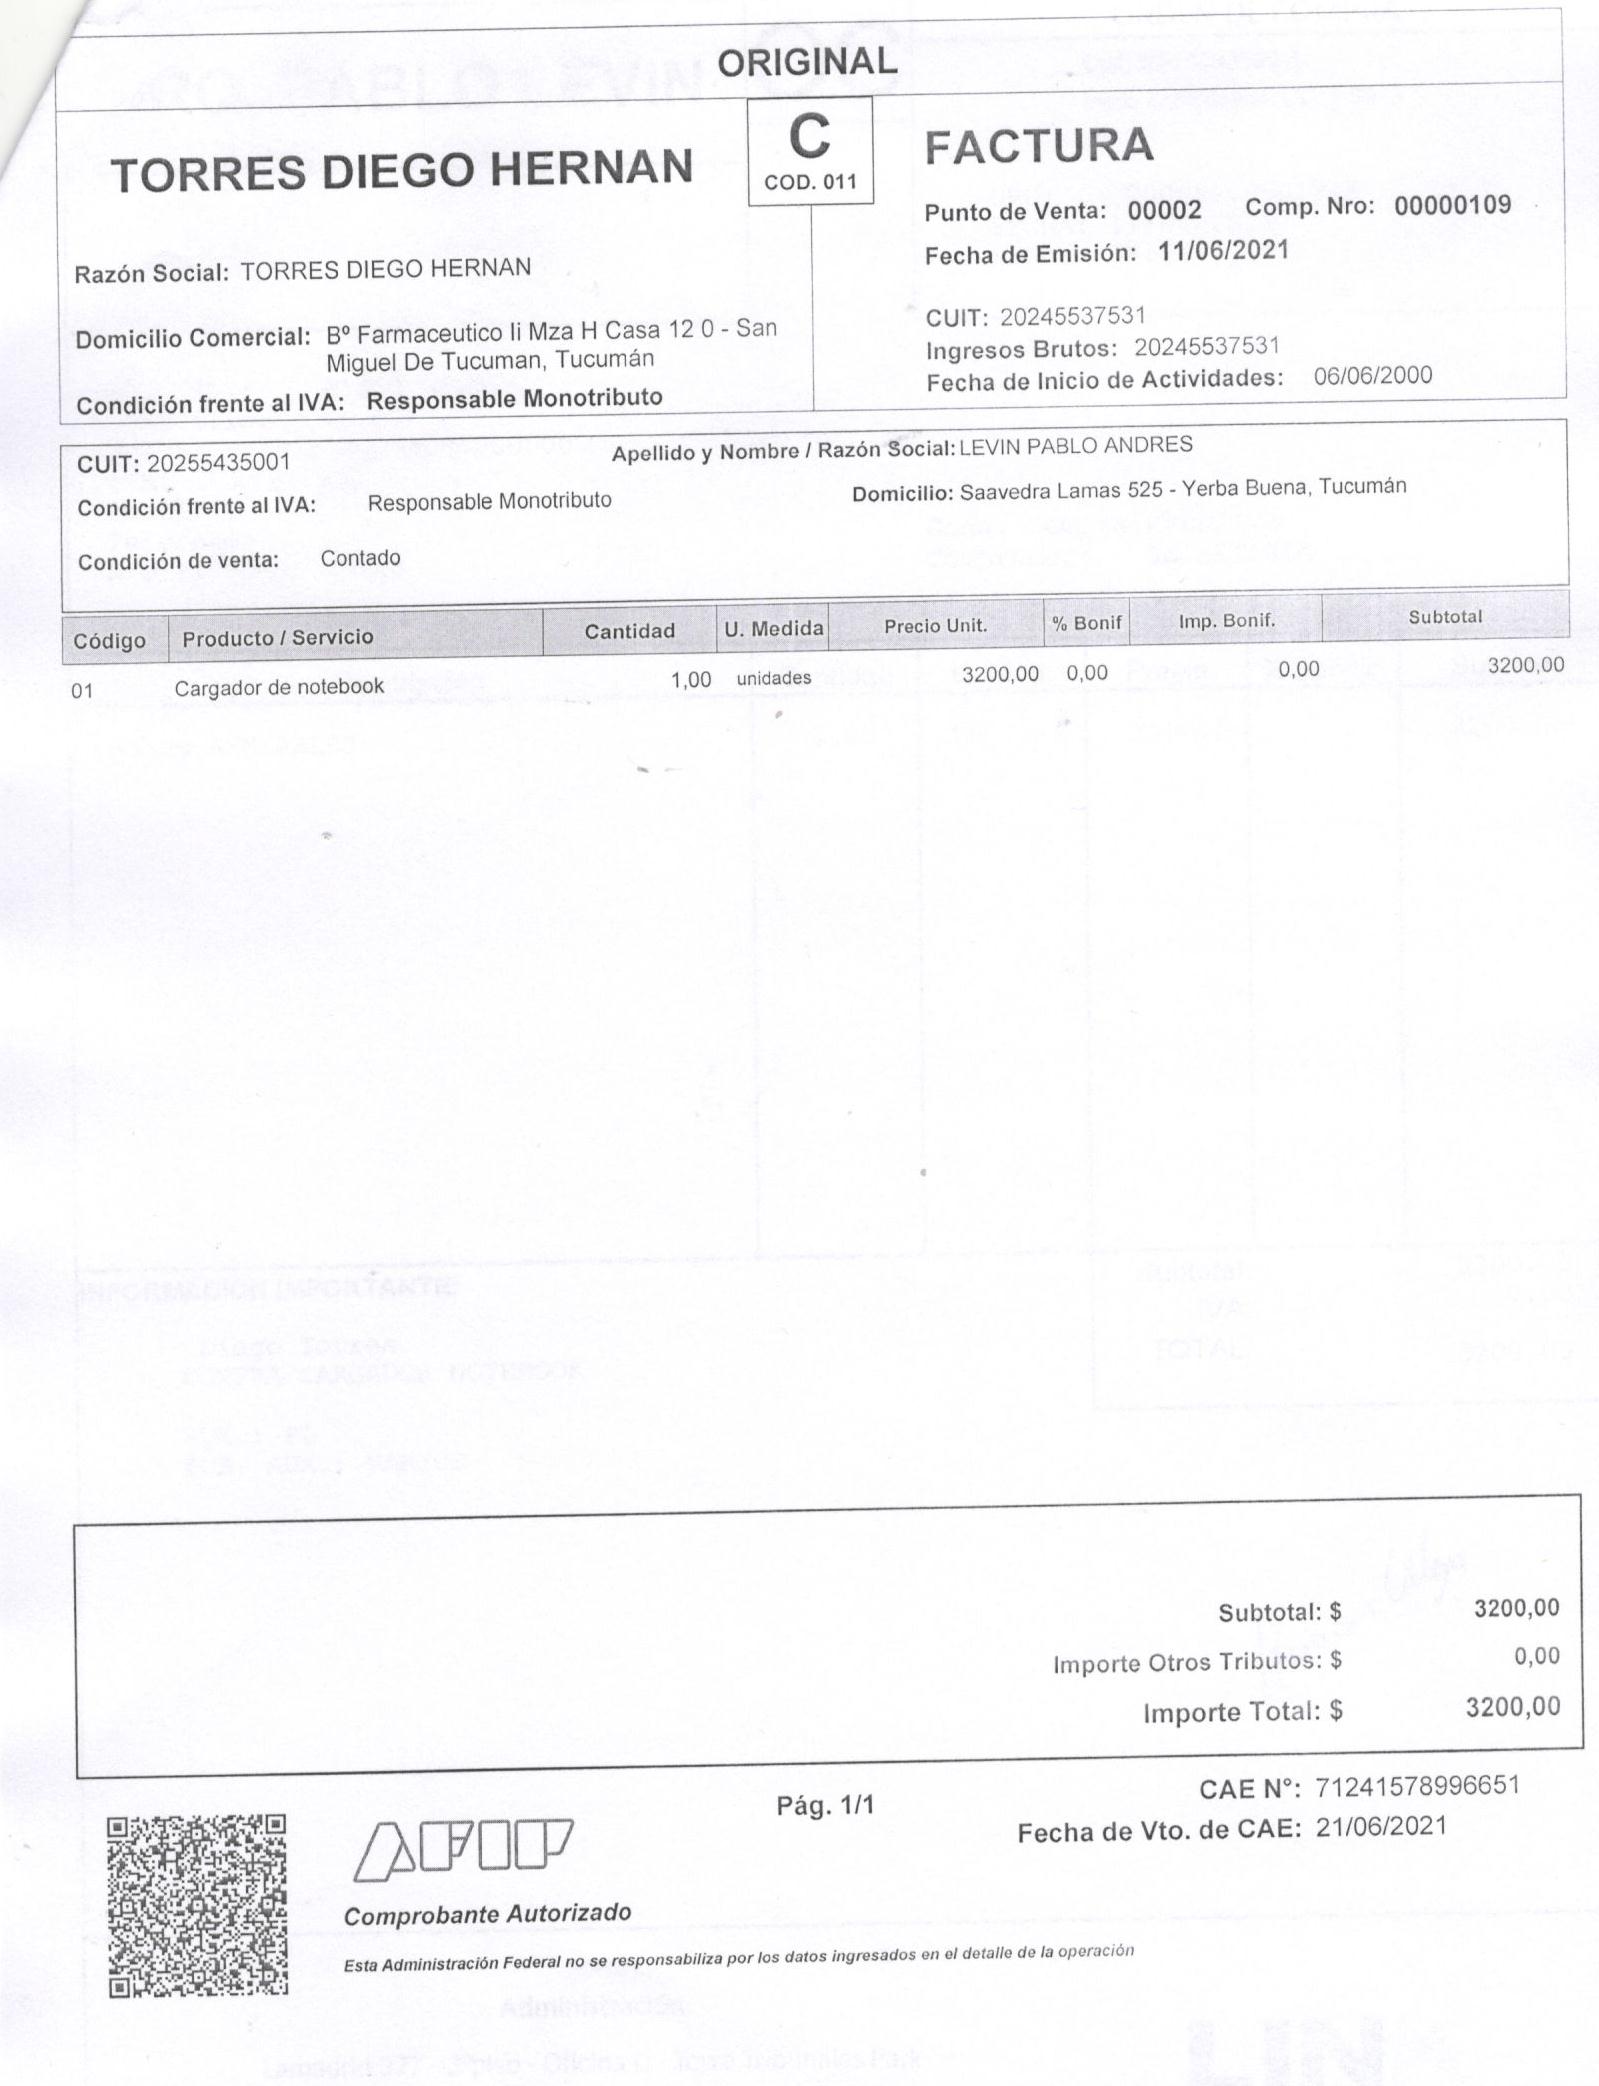 ORIGINAL
TORRES DIEGO HERNAN
C
COD. 011
FACTURA
Punto de Venta: 00002 Comp. Nro: 00000109
Fecha de Emisión: 11/06/2021
Razón Social: TORRES DIEGO HERNAN
Domicilio Comercial: Bº Farmaceutico Ii Mza H Casa 12 0 - San
Miguel De Tucuman, Tucumán
Condición frente al IVA: Responsable Monotributo
CUIT: 20245537531
Ingresos Brutos: 20245537531
Fecha de Inicio de Actividades: 06/06/2000
CUIT: 20255435001 Apellido y Nombre / Razón Social: LEVIN PABLO ANDRES
Condición frente al IVA: Responsable Monotributo Domicilio: Saavedra Lamas 525 - Yerba Buena, Tucumán
Condición de venta: Contado
Código Producto / Servicio Cantidad U. Medida Precio Unit. % Bonif Imp. Bonif. Subtotal
01 Cargador de notebook 1,00 unidades 3200,00 0,00 0,00 3200,00
Subtotal: $ 3200,00
Importe Otros Tributos: $ 0,00
Importe Total: $ 3200,00
Pág. 1/1
CAE N°: 71241578996651
Fecha de Vto. de CAE: 21/06/2021
AFIP
Comprobante Autorizado
Esta Administración Federal no se responsabiliza por los datos ingresados en el detalle de la operación